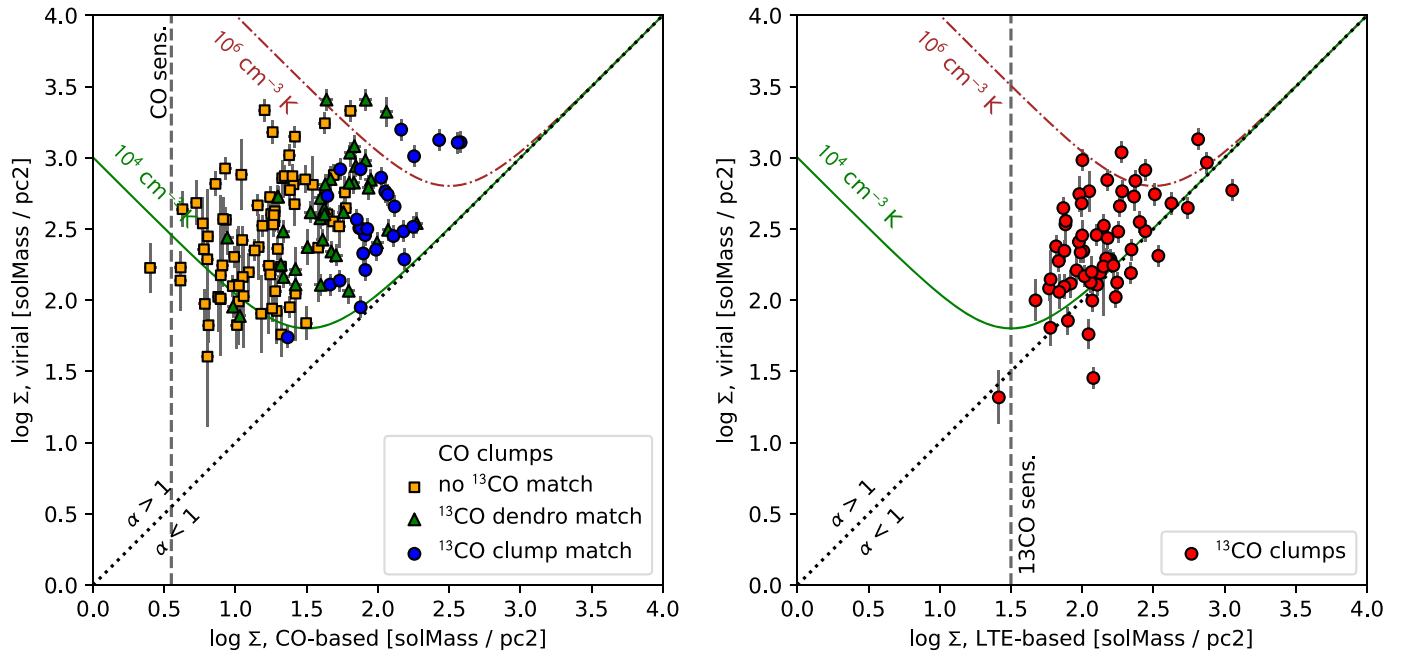 4.0
3.5
3.0
2.5
2.0
1.5
1.0
0.5
0.0
0.0 0.5 1.0 1.5 2.0 2.5 3.0 3.5 4.0
log Σ, virial [solMass / pc2]
log Σ, CO-based [solMass / pc2]
CO sens.
10⁶ cm⁻³ K
10⁴ cm⁻³ K
α > 1
α < 1
CO clumps
no ¹³CO match
¹³CO dendro match
¹³CO clump match
4.0
3.5
3.0
2.5
2.0
1.5
1.0
0.5
0.0
0.0 0.5 1.0 1.5 2.0 2.5 3.0 3.5 4.0
log Σ, virial [solMass / pc2]
log Σ, LTE-based [solMass / pc2]
10⁶ cm⁻³ K
10⁴ cm⁻³ K
13CO sens.
α > 1
α < 1
¹³CO clumps